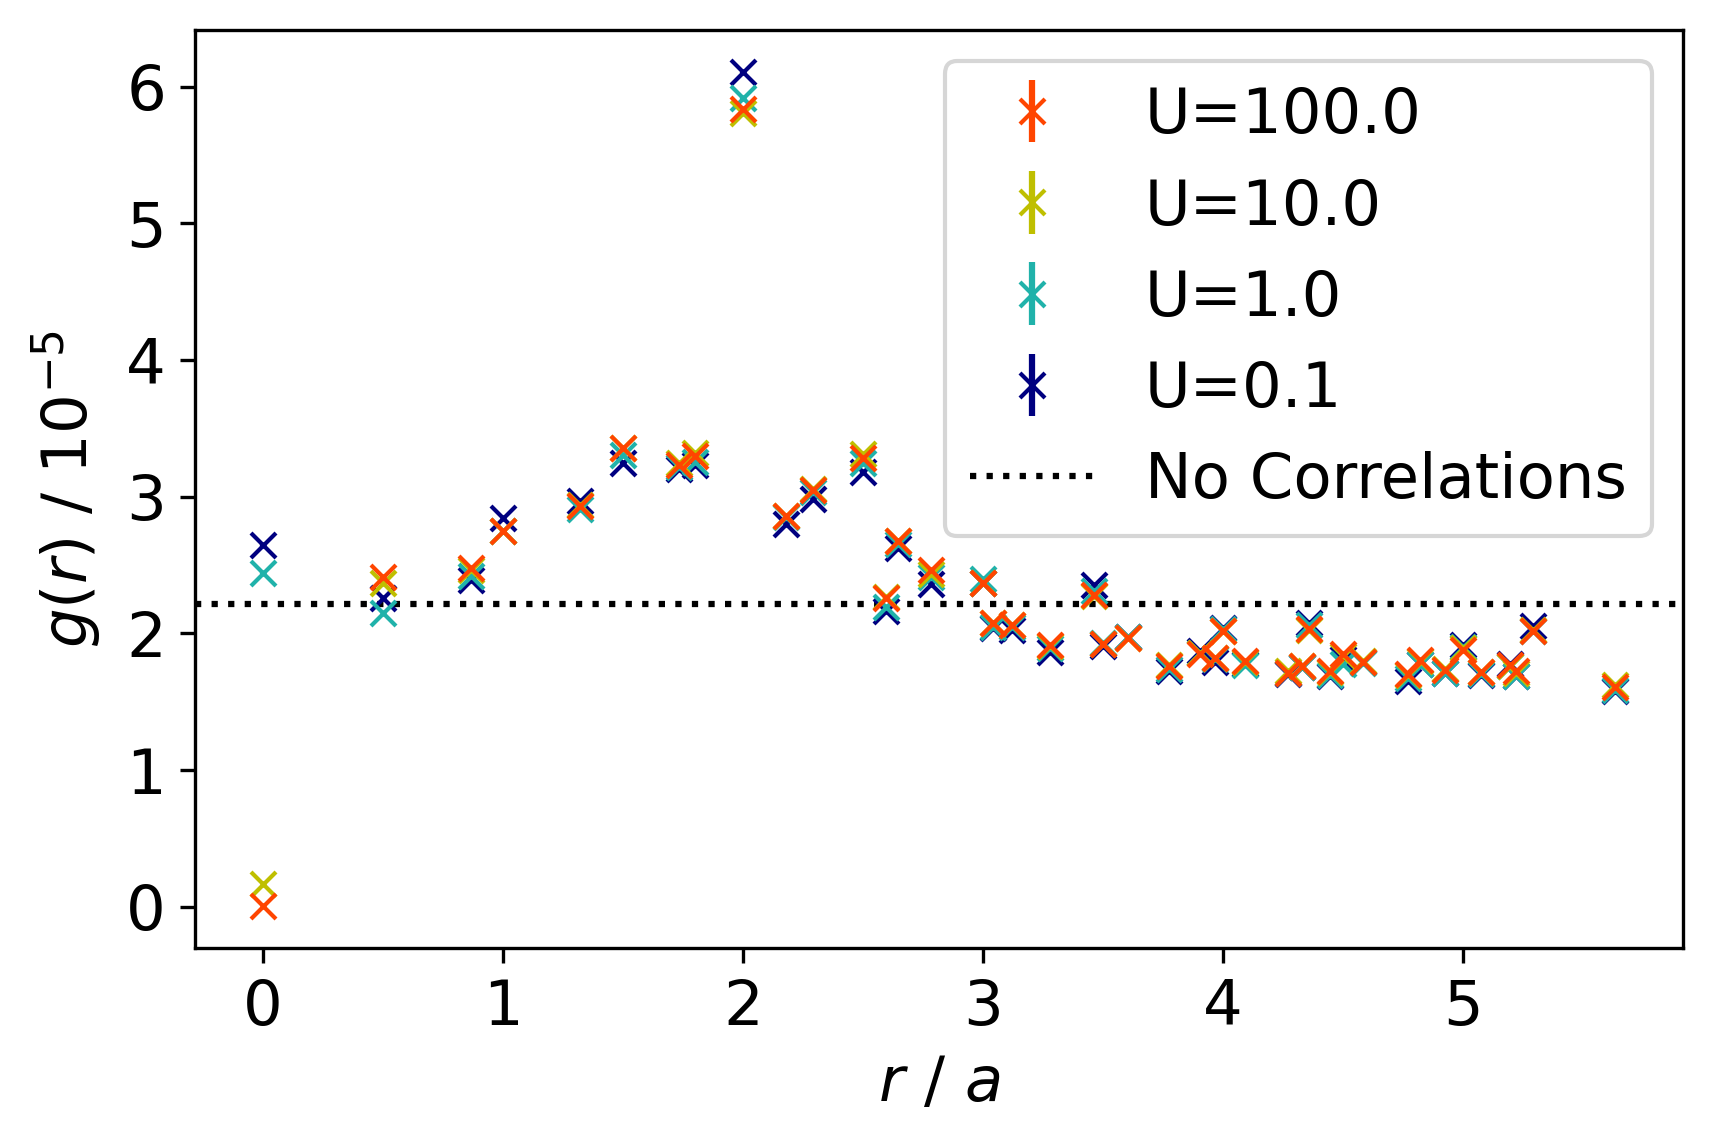 6
5
4
3
2
1
0
g(r) / 10⁻⁵
U=100.0
U=10.0
U=1.0
U=0.1
No Correlations
0 1 2 3 4 5
r / a